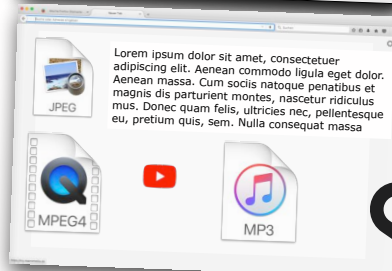 Lorem ipsum dolor sit amet, consectetuer
adipiscing elit. Aenean commodo ligula eget dolor.
Aenean massa. Cum sociis natoque penatibus et
magnis dis parturient montes, nascetur ridiculus
mus. Donec quam felis, ultricies nec, pellentesque
eu, pretium quis, sem. Nulla consequat massa
JPEG
MPEG4
MP3